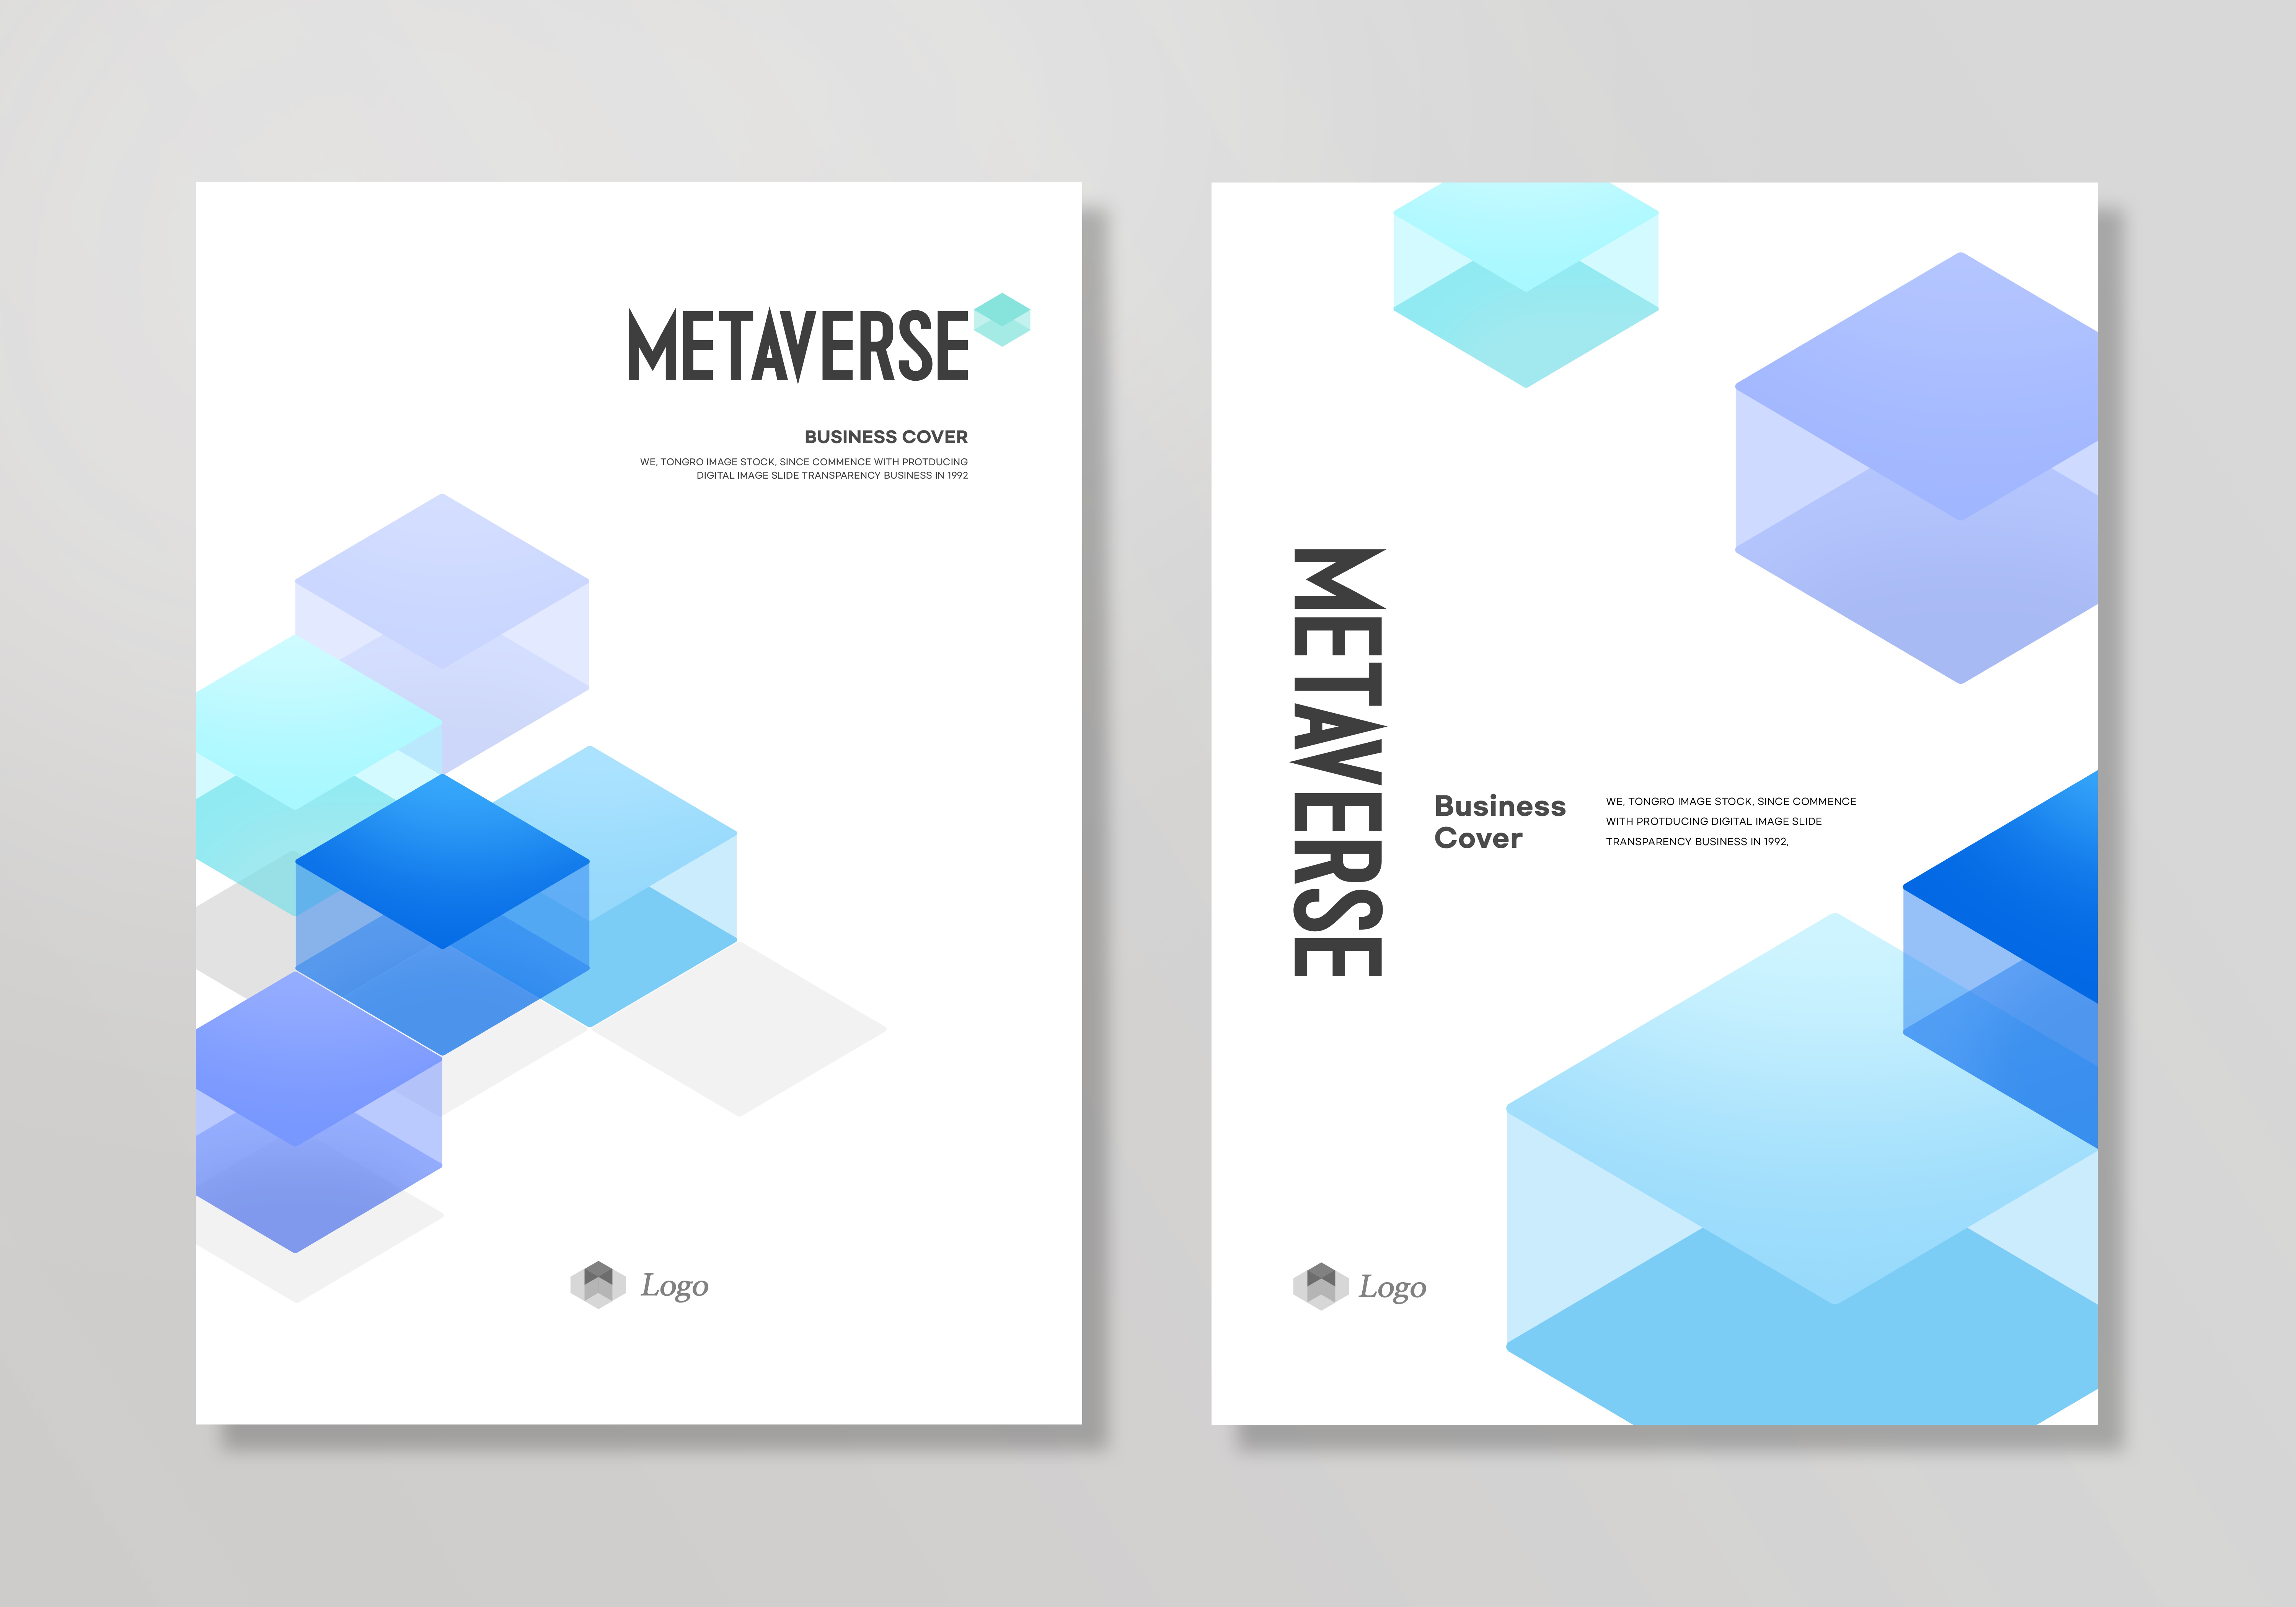 METAVERSE
BUSINESS COVER
WE, TONGRO IMAGE STOCK, SINCE COMMENCE WITH PROTDUCING
DIGITAL IMAGE SLIDE TRANSPARENCY BUSINESS IN 1992
Logo
METAVERSE
Business
Cover
WE, TONGRO IMAGE STOCK, SINCE COMMENCE
WITH PROTDUCING DIGITAL IMAGE SLIDE
TRANSPARENCY BUSINESS IN 1992,
Logo